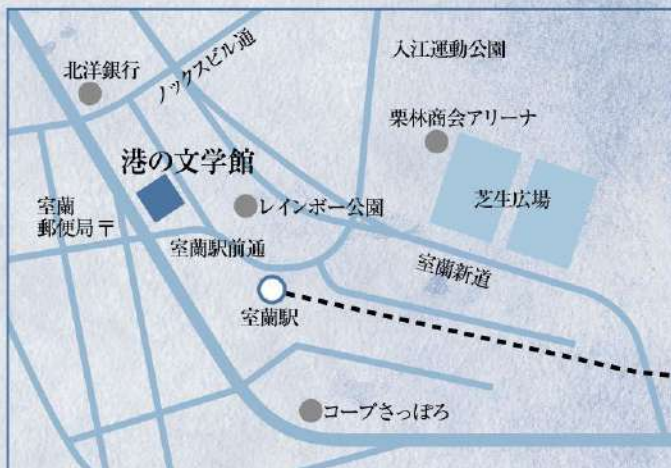 北洋銀行
ノックスビル通
入江運動公園
栗林商会アリーナ
港の文学館
芝生広場
室蘭
郵便局〒
レインボー公園
室蘭駅前通
室蘭新道
室蘭駅
コープさっぽろ